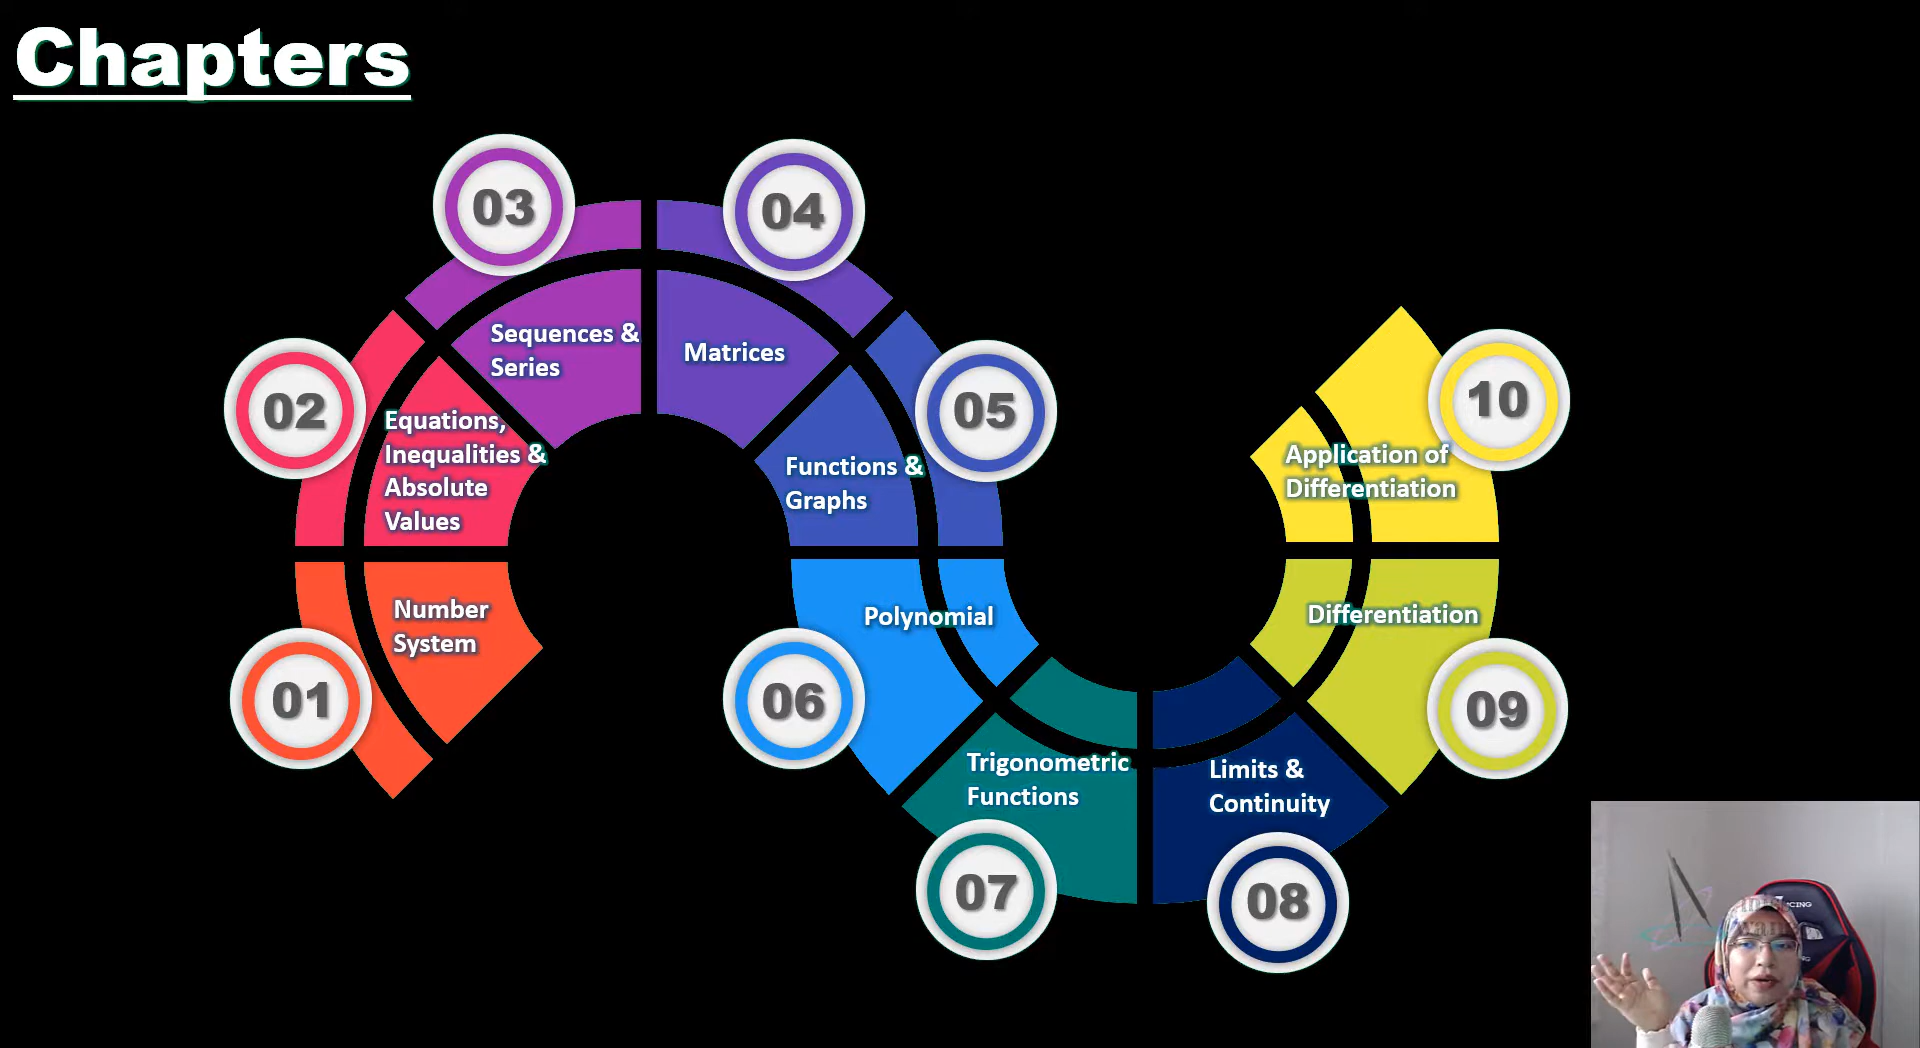 Chapters
01
Number
System
02
Equations,
Inequalities &
Absolute
Values
03
Sequences &
Series
04
Matrices
05
Functions &
Graphs
06
Polynomial
07
Trigonometric
Functions
08
Limits &
Continuity
09
Differentiation
10
Application of
Differentiation